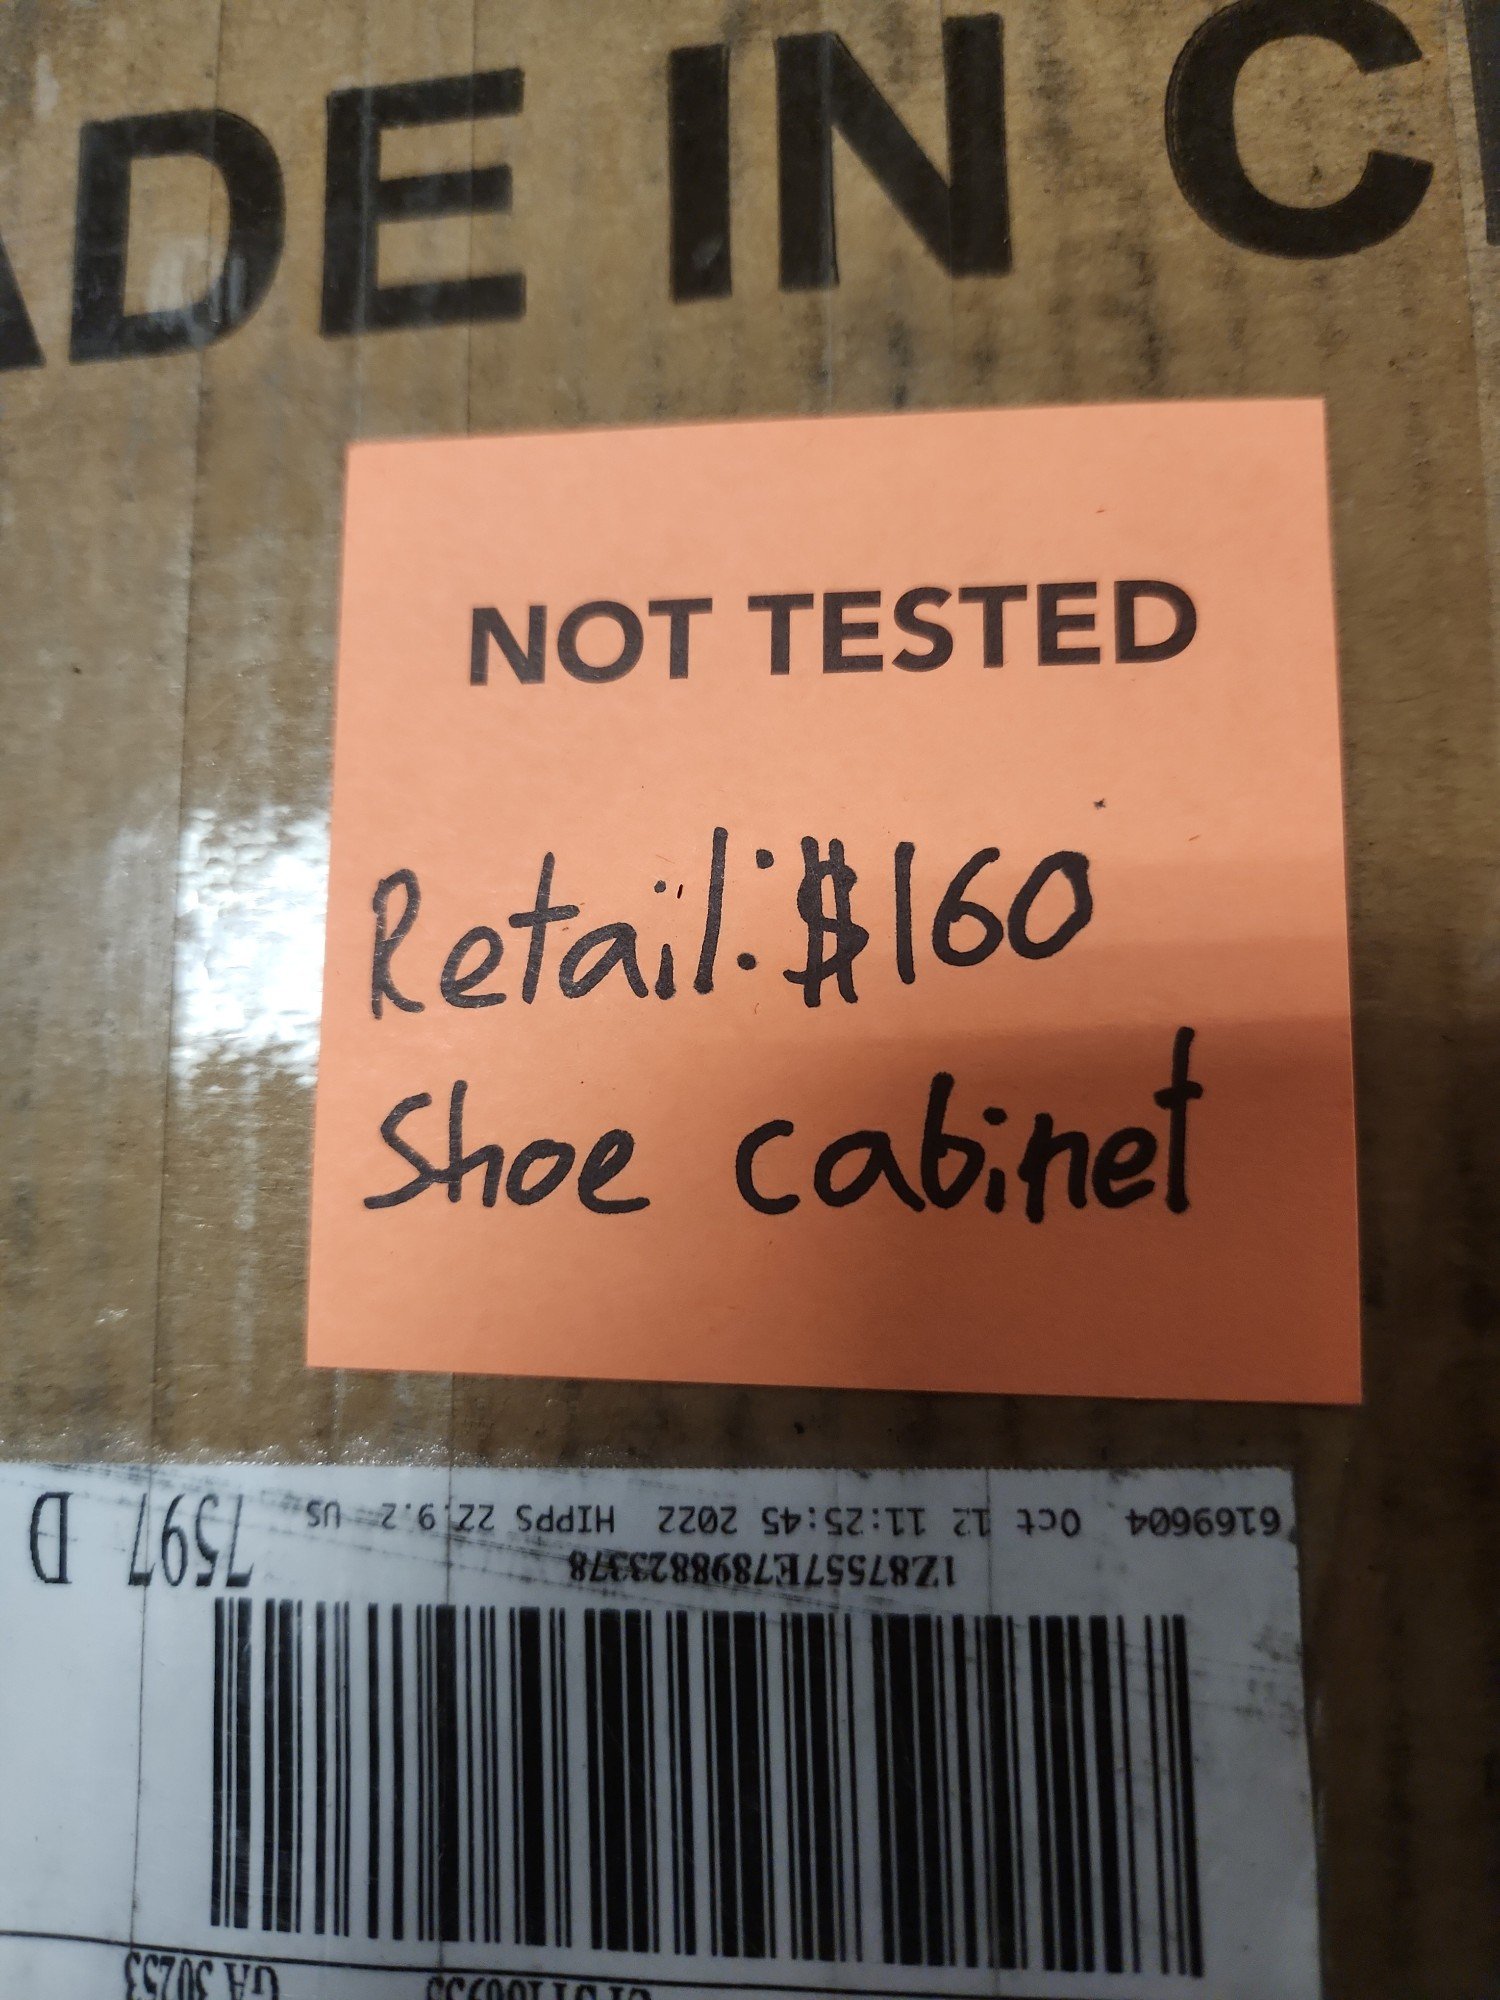 ADE IN C
NOT TESTED
Retail: $160
Shoe cabinet
6169604 Oct 12 11:25:45 2022 HIPPS 22.9.2 US 7597 D
1Z87557E7898823378
GA 30253